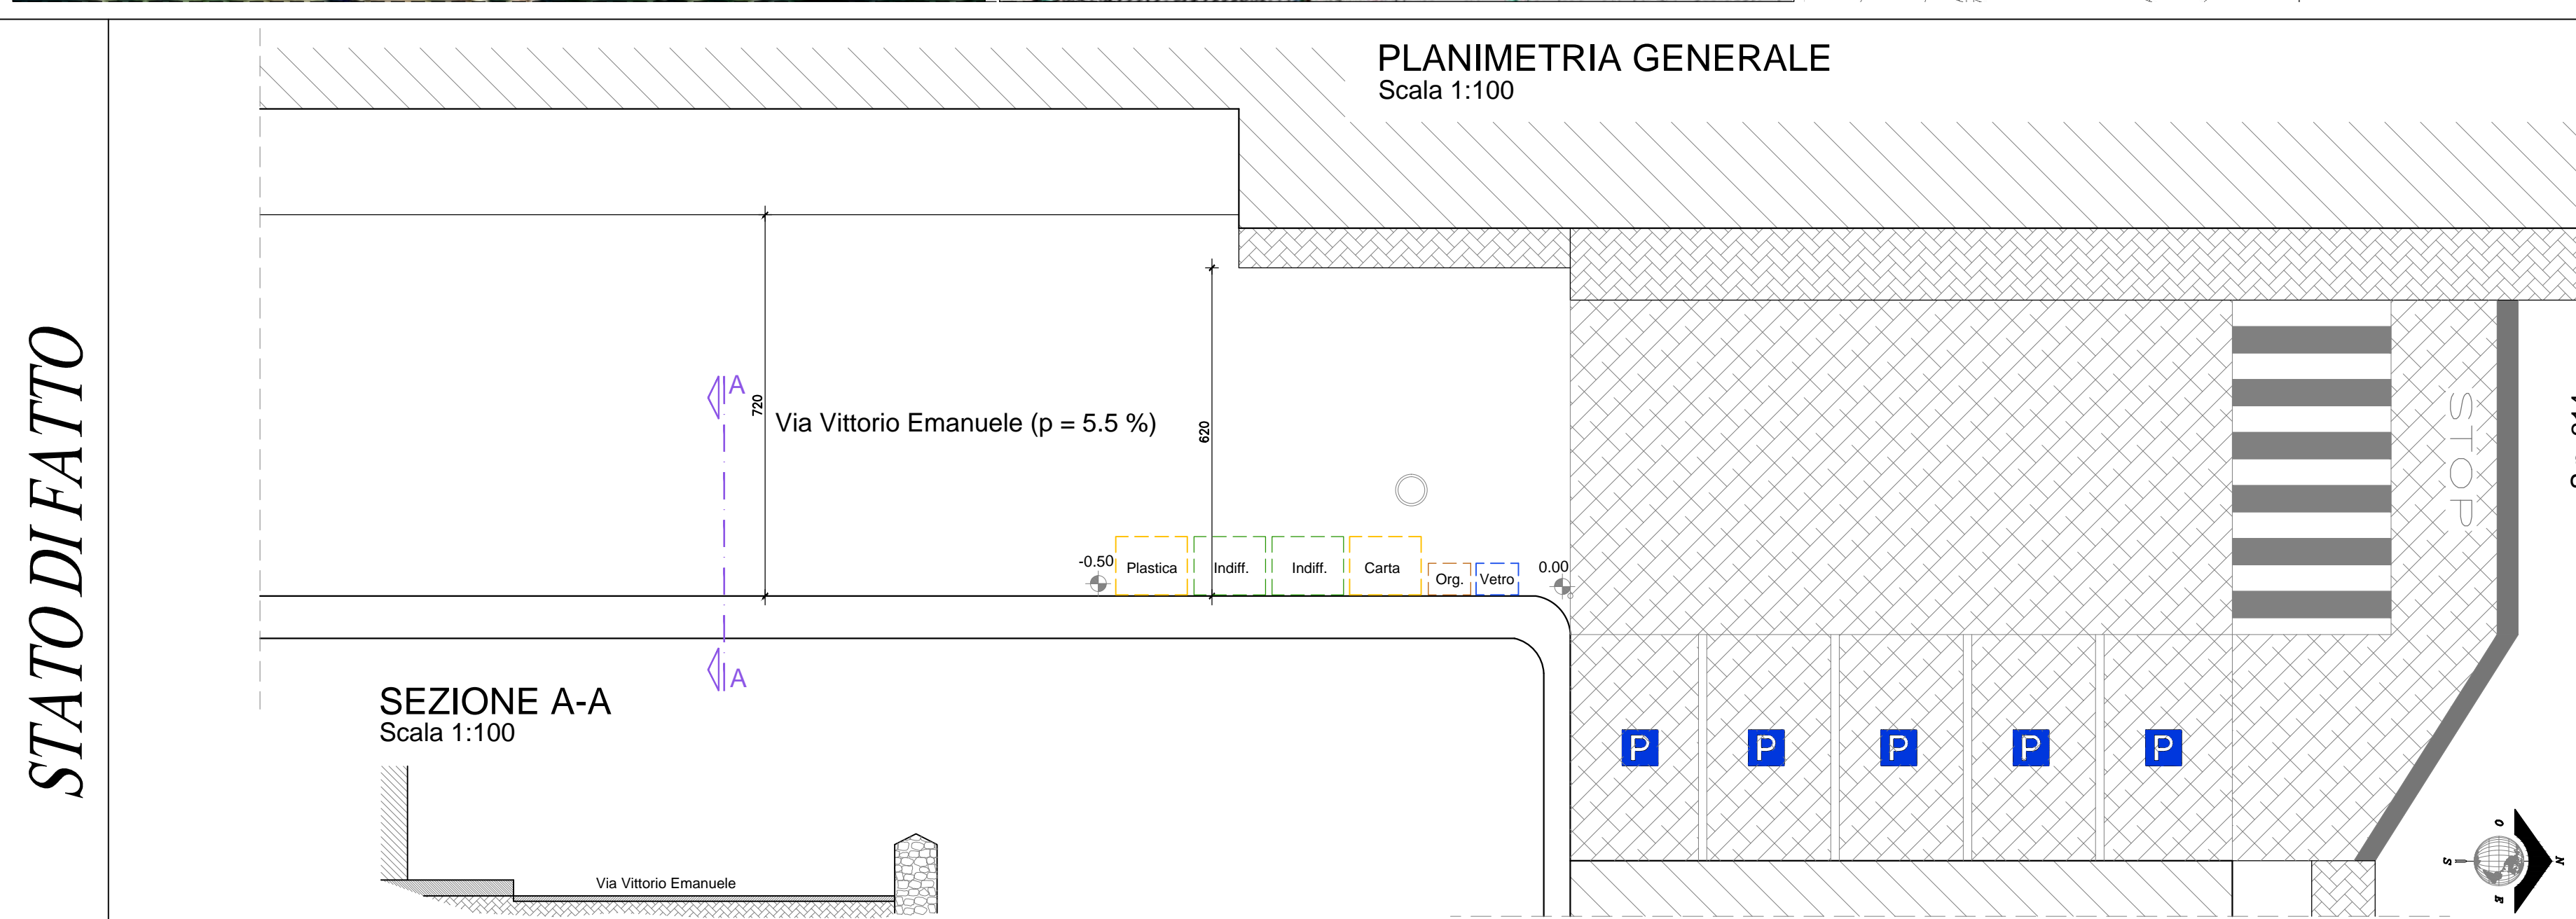 PLANIMETRIA GENERALE
Scala 1:100
STATO DI FATTO
A
720
Via Vittorio Emanuele (p = 5.5 %)
620
STOP
-0.50
Plastica
Indiff.
Indiff.
Carta
Org.
Vetro
0.00
A
SEZIONE A-A
Scala 1:100
P
P
P
P
P
Via Vittorio Emanuele
O
S
N
E